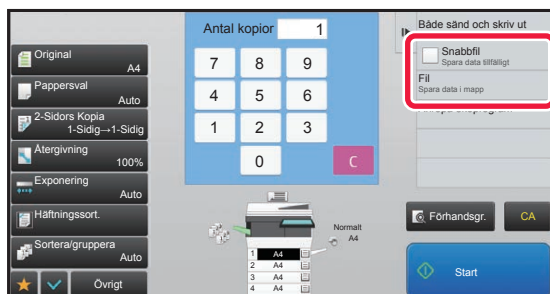 Original
A4
Pappersval
Auto
2-Sidors Kopia
1-Sidig→1-Sidig
Återgivning
100%
Exponering
Auto
Häftningssort.
Sortera/gruppera
Auto
Övrigt
Antal kopior 1
7 8 9
4 5 6
1 2 3
0 C
Normalt
A4
1 A4
2 A4
3 A4
4 A4
Både sänd och skriv ut
Snabbfil
Spara data tillfälligt
Fil
Spara data i mapp
Förhandsgr.
CA
Start